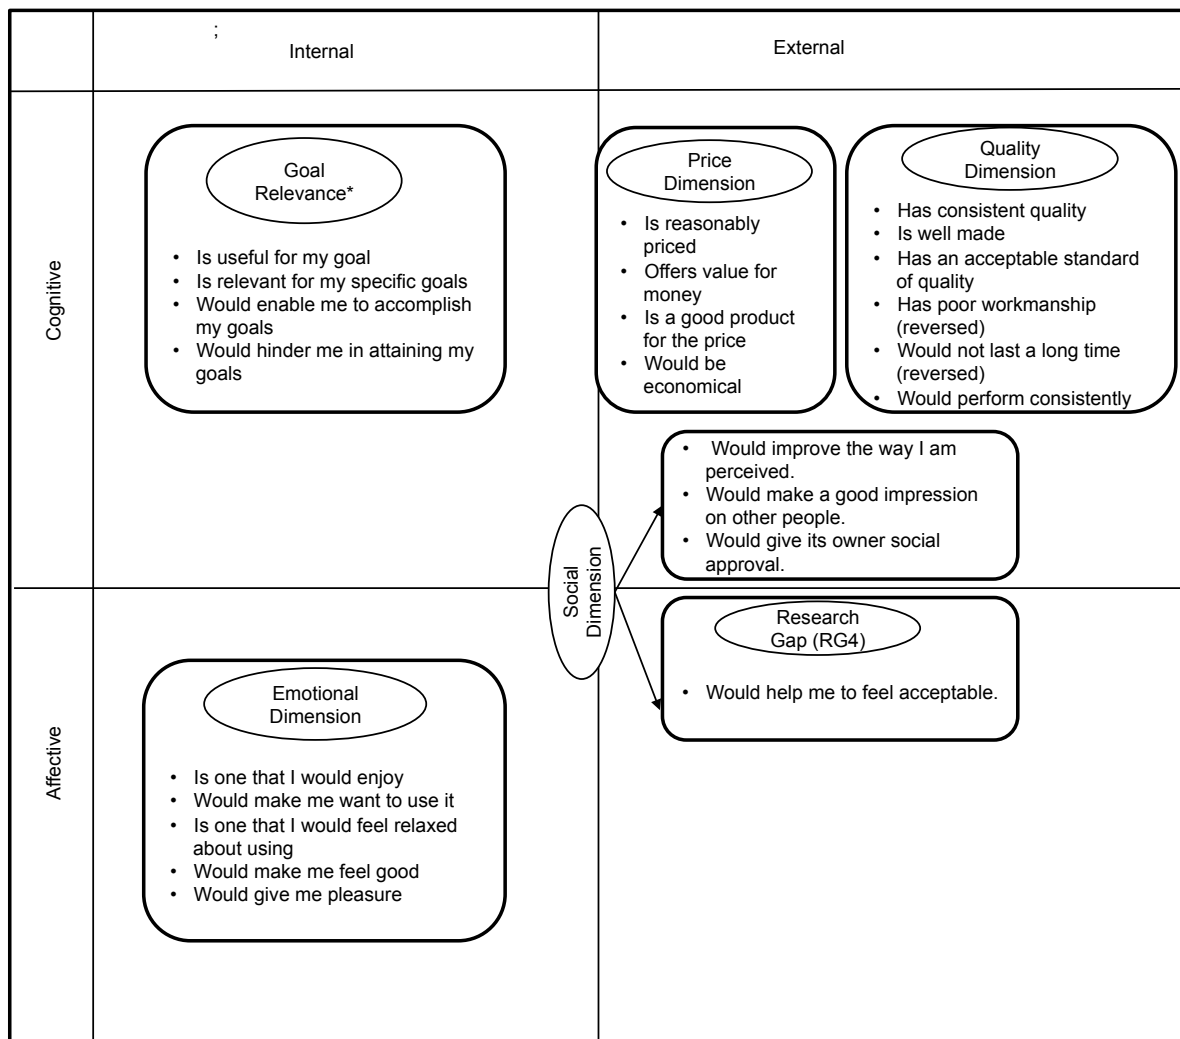 ;
Internal
External
Cognitive
Goal
Relevance*
• Is useful for my goal
• Is relevant for my specific goals
• Would enable me to accomplish
my goals
• Would hinder me in attaining my
goals
Price
Dimension
• Is reasonably
priced
• Offers value for
money
• Is a good product
for the price
• Would be
economical
Quality
Dimension
• Has consistent quality
• Is well made
• Has an acceptable standard
of quality
• Has poor workmanship
(reversed)
• Would not last a long time
(reversed)
• Would perform consistently
Social
Dimension
• Would improve the way I am
perceived.
• Would make a good impression
on other people.
• Would give its owner social
approval.
Research
Gap (RG4)
• Would help me to feel acceptable.
Affective
Emotional
Dimension
• Is one that I would enjoy
• Would make me want to use it
• Is one that I would feel relaxed
about using
• Would make me feel good
• Would give me pleasure